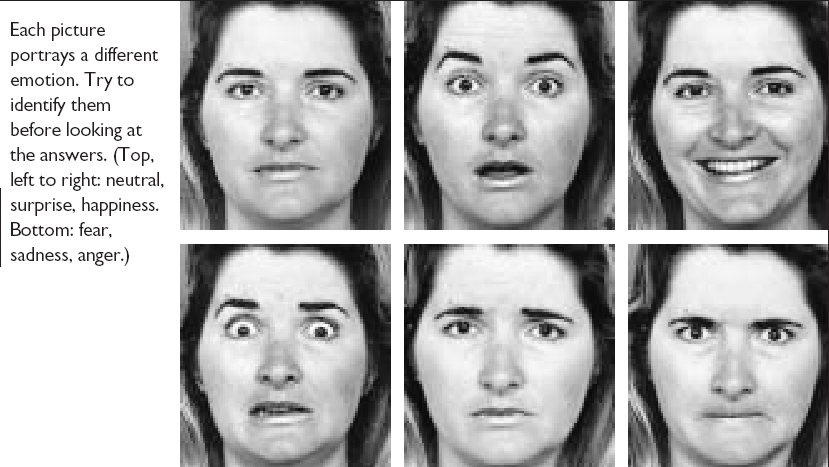 Each picture
portrays a different
emotion. Try to
identify them
before looking at
the answers. (Top,
left to right: neutral,
surprise, happiness.
Bottom: fear,
sadness, anger.)